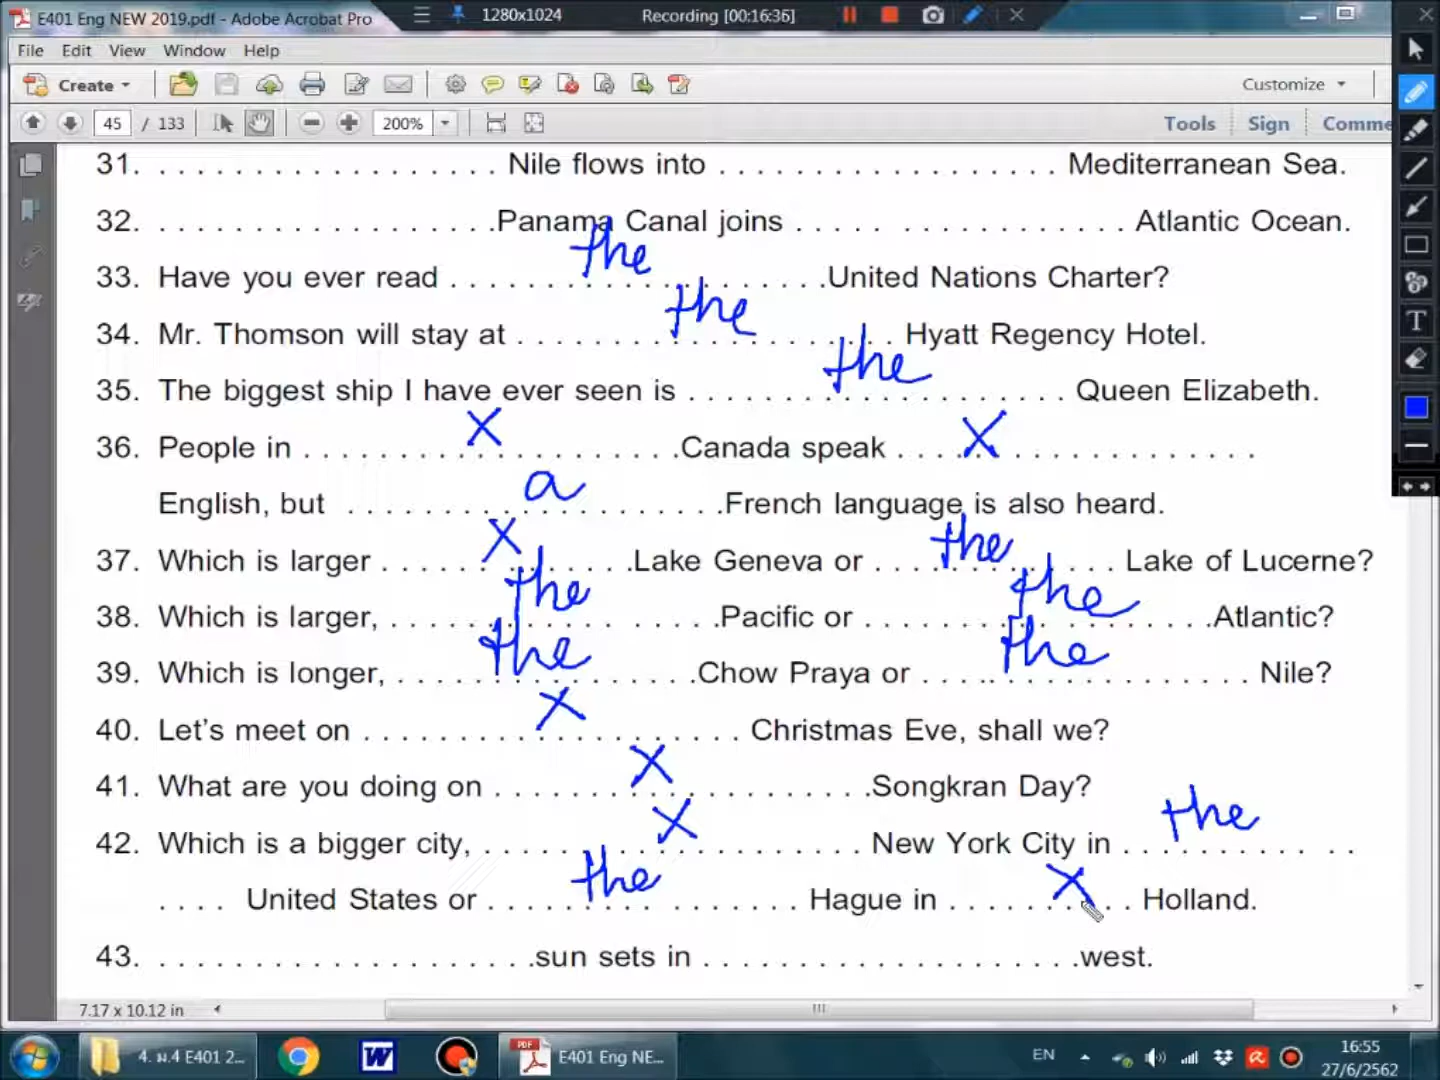 E401 Eng NEW 2019.pdf - Adobe Acrobat Pro
1280x1024
Recording [00:16:36]
File Edit View Window Help
Create
Customize
45 / 133
200%
Tools Sign Comme
31. . . . . . . . . . . . . . . . . . . . Nile flows into . . . . . . . . . . . . . . . . . . . Mediterranean Sea.
32. . . . . . . . . . . . . . . . . . . .Panama Canal joins . . . . . . . . . . . . . . . . . . . Atlantic Ocean.
the
33. Have you ever read . . . . . . . . . . . . . . . . . . . .United Nations Charter?
the
34. Mr. Thomson will stay at . . . . . . . . . . . . . . . . . . . . Hyatt Regency Hotel.
the
35. The biggest ship I have ever seen is . . . . . . . . . . . . . . . . . . . . Queen Elizabeth.
x x
36. People in . . . . . . . . . . . . . . . . . . . .Canada speak . . . . . . . . . . . . . . . . . . . .
a
English, but . . . . . . . . . . . . . . . . . . . .French language is also heard.
x the
37. Which is larger . . . . . . . . . . . . . .Lake Geneva or . . . . . . . . . . . . . Lake of Lucerne?
the the
38. Which is larger, . . . . . . . . . . . . . . . . . . .Pacific or . . . . . . . . . . . . . . . . . . .Atlantic?
the the
39. Which is longer, . . . . . . . . . . . . . . . . .Chow Praya or . . . . . . . . . . . . . . . . . . Nile?
x
40. Let's meet on . . . . . . . . . . . . . . . . . . . . Christmas Eve, shall we?
x
41. What are you doing on . . . . . . . . . . . . . . . . . . . .Songkran Day?
x the
42. Which is a bigger city, . . . . . . . . . . . . . . . . . . . . New York City in . . . . . . . . . . . . .
the x
. . . . United States or . . . . . . . . . . . . . . . . . Hague in . . . . . . . . . . Holland.
43. . . . . . . . . . . . . . . . . . . . . .sun sets in . . . . . . . . . . . . . . . . . . . .west.
7.17 x 10.12 in
4. ม.4 E401 2...
E401 Eng NE...
EN
16:55
27/6/2562